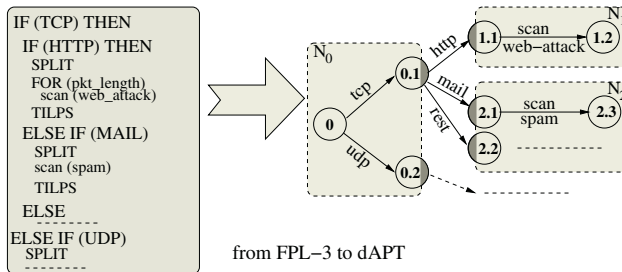 IF (TCP) THEN
IF (HTTP) THEN
SPLIT
FOR (pkt_length)
scan (web_attack)
TILPS
ELSE IF (MAIL)
SPLIT
scan (spam)
TILPS
ELSE
ELSE IF (UDP)
SPLIT
N0
0
tcp
udp
0.1
0.2
http
mail
rest
N
1.1
scan
web-attack
1.2
N
2.1
scan
spam
2.3
2.2
from FPL-3 to dAPT